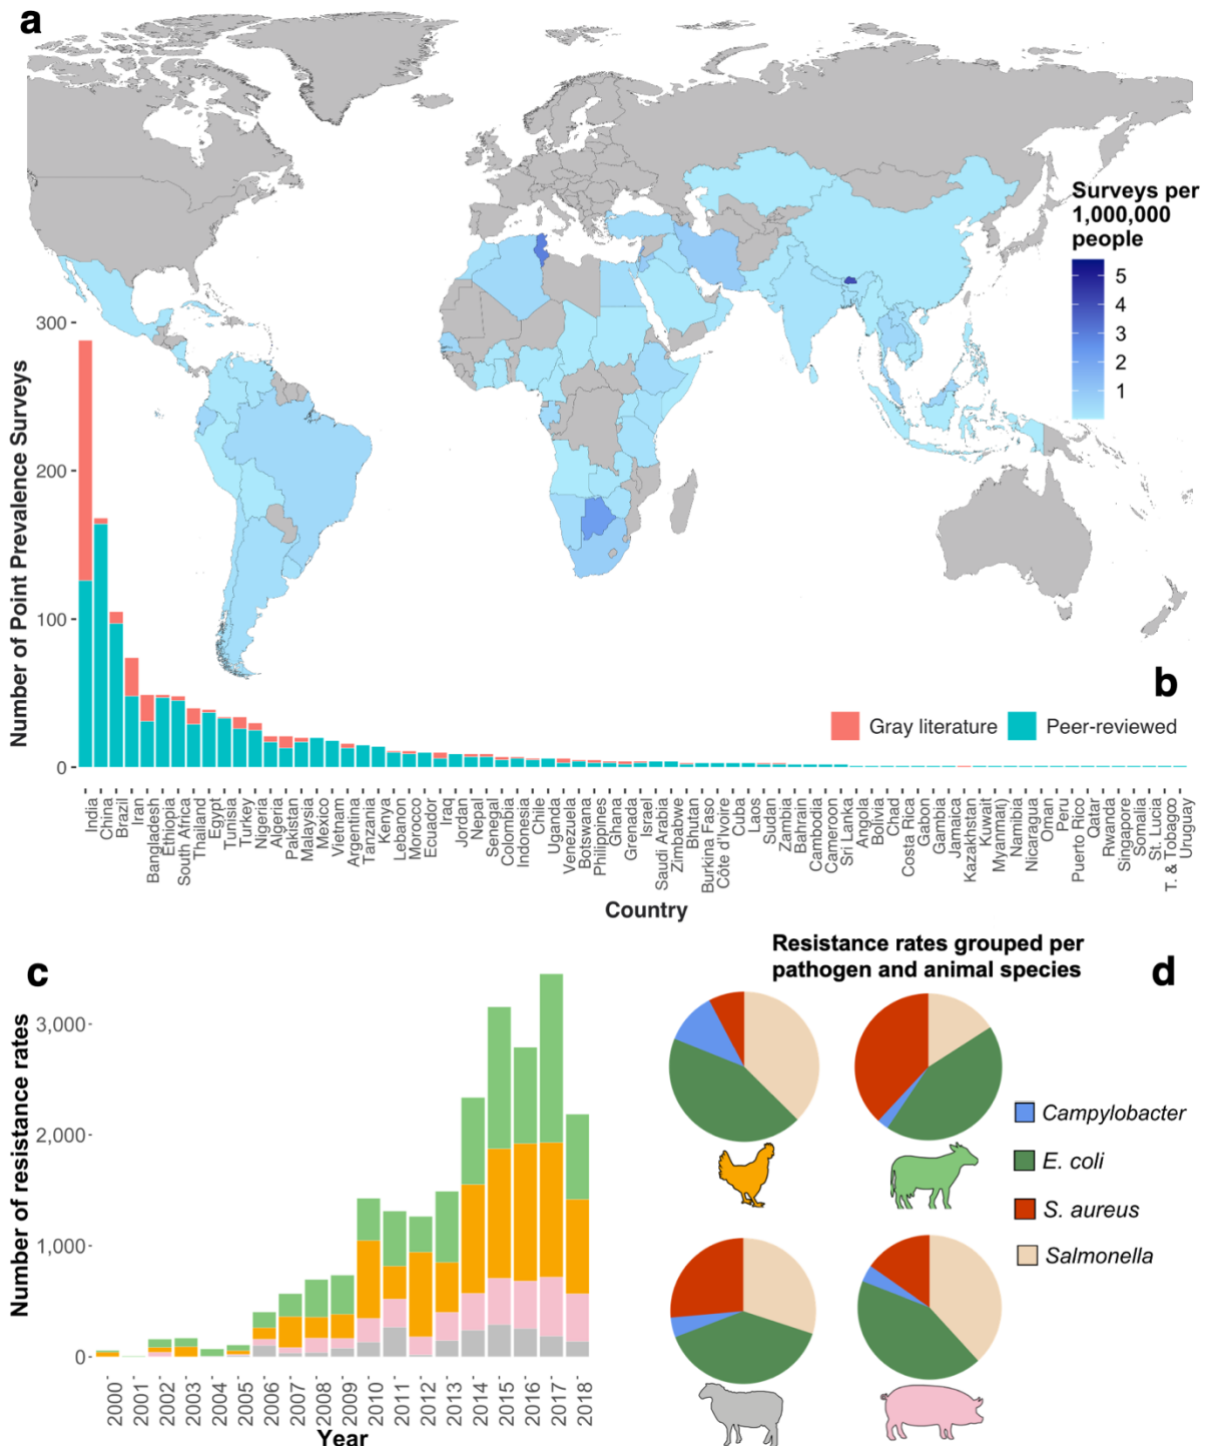 a
Surveys per
1,000,000
people
5
4
3
2
1
Number of Point Prevalence Surveys
300
200
100
0
b
Gray literature
Peer-reviewed
India
China
Brazil
Iran
Bangladesh
Ethiopia
South Africa
Thailand
Egypt
Tunisia
Turkey
Nigeria
Algeria
Pakistan
Malaysia
Mexico
Vietnam
Argentina
Tanzania
Kenya
Lebanon
Morocco
Ecuador
Iraq
Jordan
Nepal
Senegal
Colombia
Indonesia
Chile
Uganda
Venezuela
Botswana
Philippines
Ghana
Grenada
Israel
Saudi Arabia
Zimbabwe
Bhutan
Burkina Faso
Côte d'Ivoire
Cuba
Laos
Sudan
Zambia
Bahrain
Cambodia
Cameroon
Sri Lanka
Angola
Bolivia
Chad
Costa Rica
Gabon
Gambia
Jamaica
Kazakhstan
Kuwait
Myanmar)
Namibia
Nicaragua
Oman
Peru
Puerto Rico
Qatar
Rwanda
Singapore
Somalia
St. Lucia
T. & Tobago
Uruguay
Country
c
Number of resistance rates
3,000
2,000
1,000
0
2000
2001
2002
2003
2004
2005
2006
2007
2008
2009
2010
2011
2012
2013
2014
2015
2016
2017
2018
Year
Resistance rates grouped per
pathogen and animal species
d
Campylobacter
E. coli
S. aureus
Salmonella